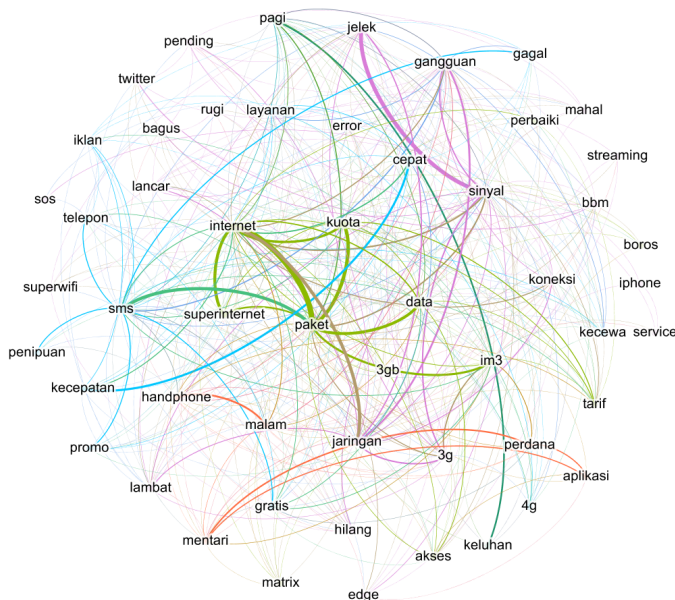 pagi
jelek
pending
gangguan
gagal
twitter
rugi
layanan
error
perbaiki
mahal
iklan
bagus
cepat
streaming
sos
lancar
sinyal
bbm
telepon
internet
kuota
boros
superwifi
sms
superinternet
paket
data
koneksi
iphone
penipuan
kecewa
service
kecepatan
handphone
3gb
im3
tarif
promo
malam
jaringan
3g
perdana
aplikasi
lambat
gratis
4g
mentari
hilang
akses
keluhan
matrix
edge